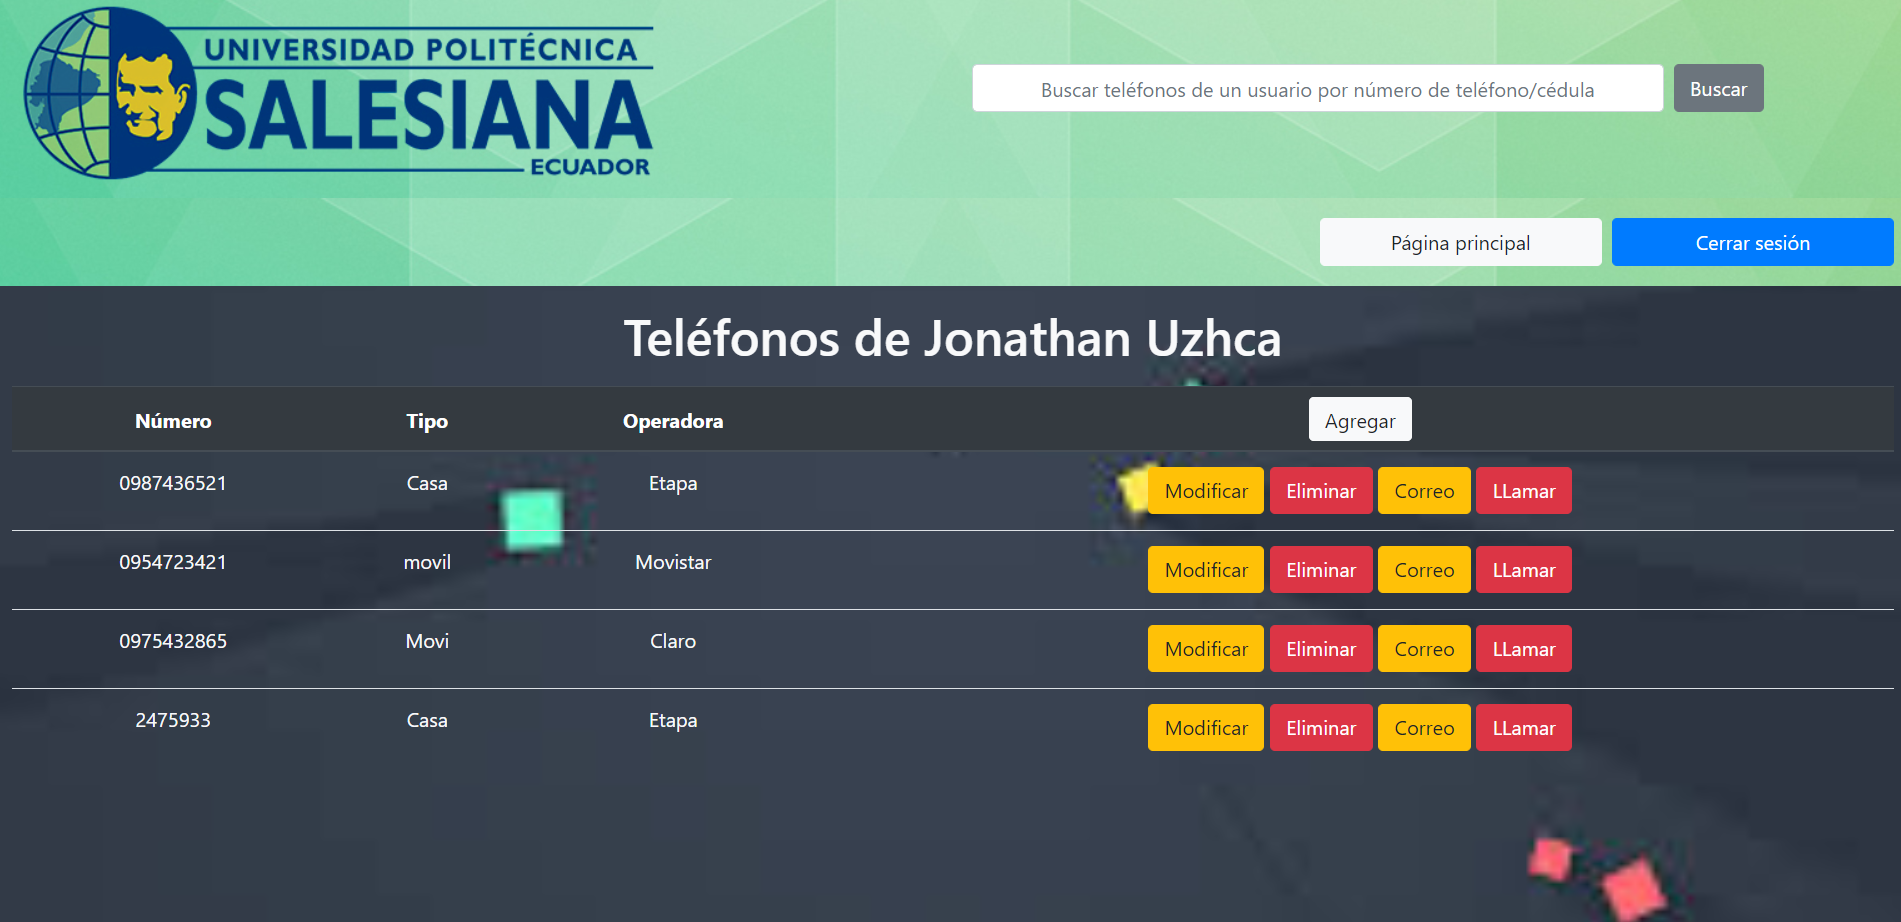 UNIVERSIDAD POLITÉCNICA
SALESIANA
ECUADOR
Buscar teléfonos de un usuario por número de teléfono/cédula Buscar
Página principal Cerrar sesión
Teléfonos de Jonathan Uzhca
Número Tipo Operadora Agregar
0987436521 Casa Etapa Modificar Eliminar Correo LLamar
0954723421 movil Movistar Modificar Eliminar Correo LLamar
0975432865 Movi Claro Modificar Eliminar Correo LLamar
2475933 Casa Etapa Modificar Eliminar Correo LLamar